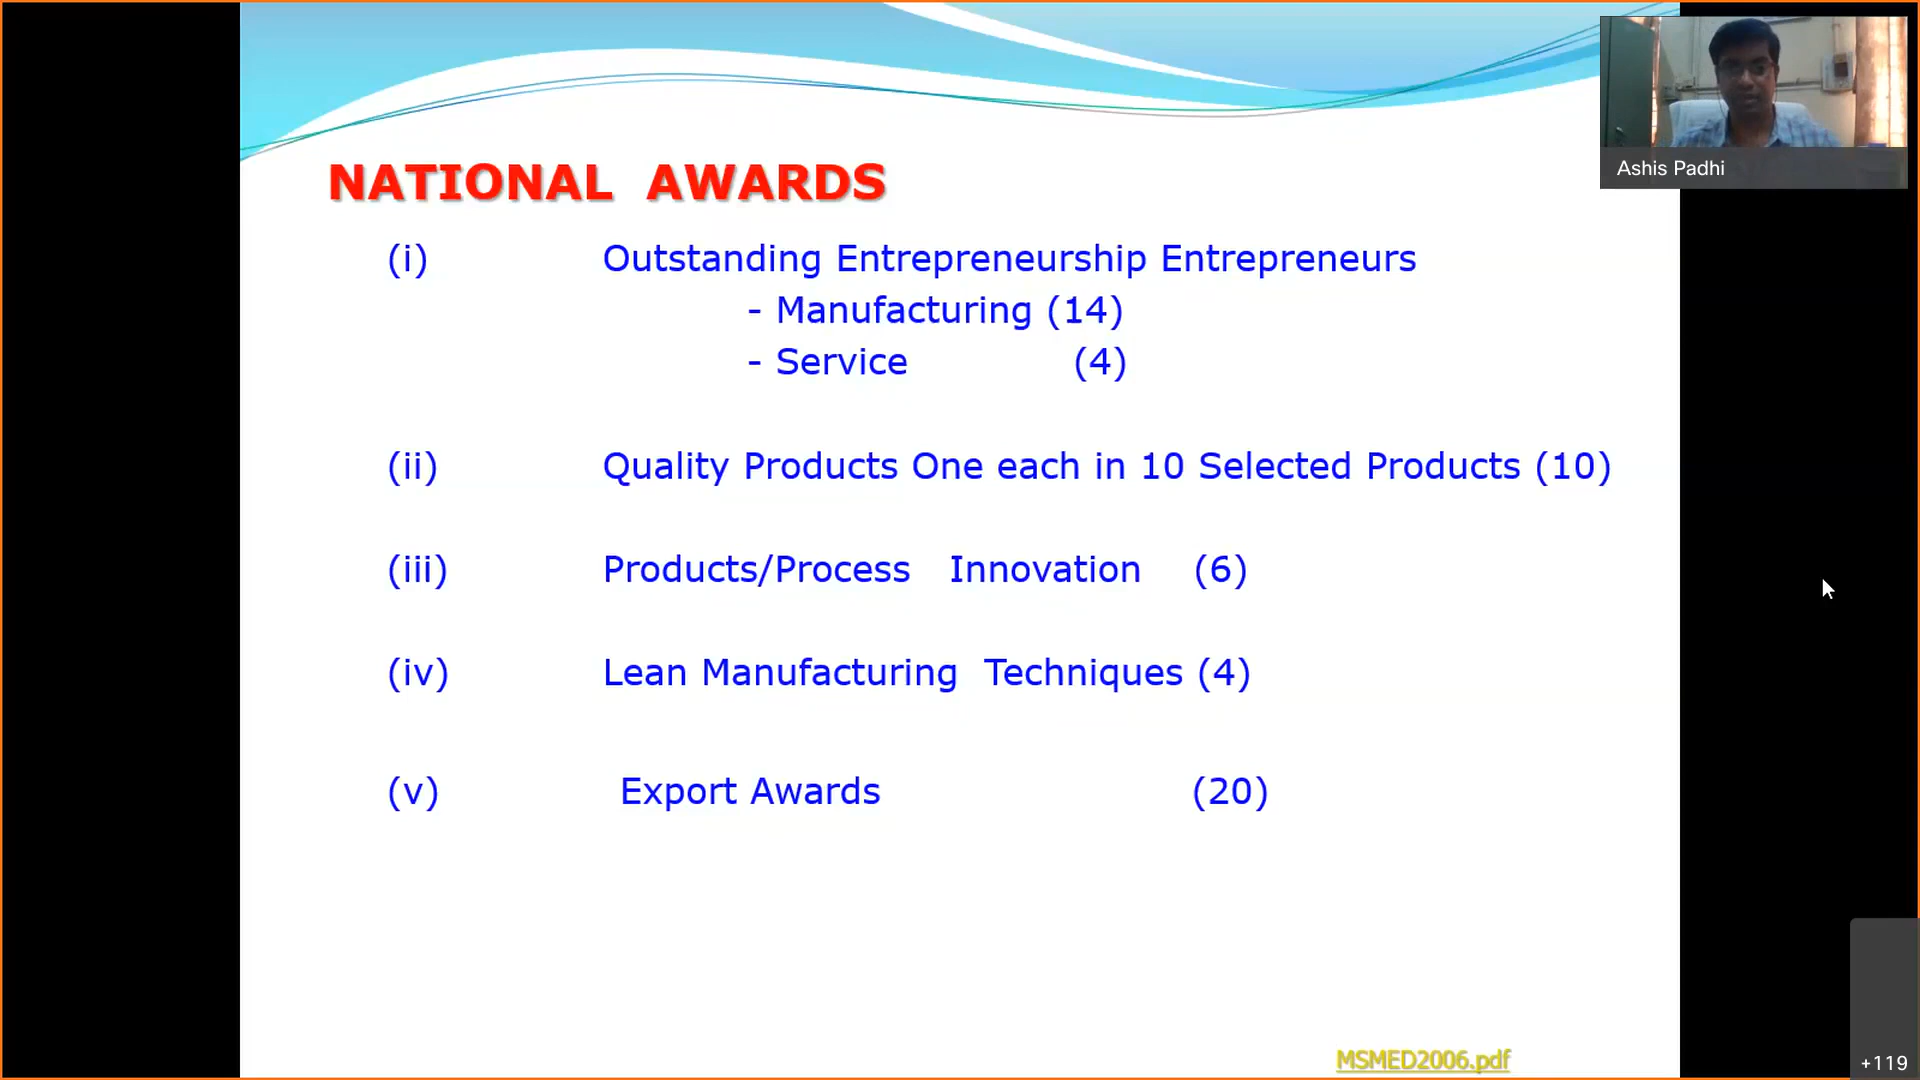 Ashis Padhi
NATIONAL AWARDS
(i) Outstanding Entrepreneurship Entrepreneurs
- Manufacturing (14)
- Service (4)
(ii) Quality Products One each in 10 Selected Products (10)
(iii) Products/Process Innovation (6)
(iv) Lean Manufacturing Techniques (4)
(v) Export Awards (20)
MSMED2006.pdf
+119